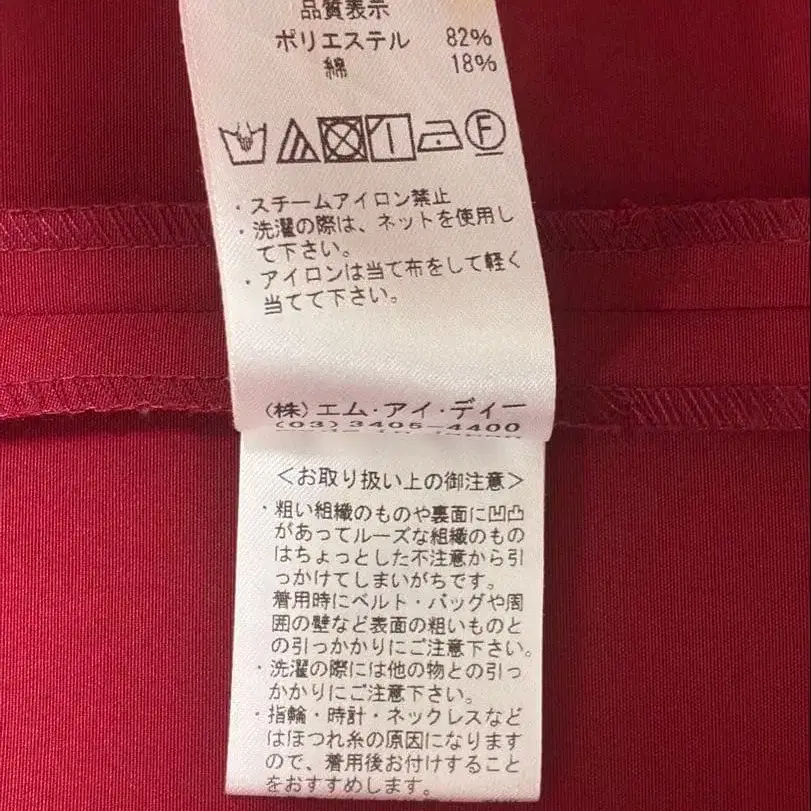 品質表示
ポリエステル 82%
綿 18%
F
・スチームアイロン禁止
・洗濯の際は、ネットを使用し
て下さい。
・アイロンは当て布をして軽く
当てて下さい。
(株)エム・アイ・ディー
(03)3405-4400
<お取り扱い上の御注意>
・粗い組織のものや裏面に凹凸
があってルーズな組織のもの
はちょっとした不注意から引
っかけてしまいがちです。
着用時にベルト・バッグや周
囲の壁など表面の粗いものと
の引っかかりにご注意下さい。
・洗濯の際には他の物との引っ
かかりにご注意下さい。
・指輪・時計・ネックレスなど
はほつれ糸の原因になります
ので、着用後お付けすること
をおすすめします。